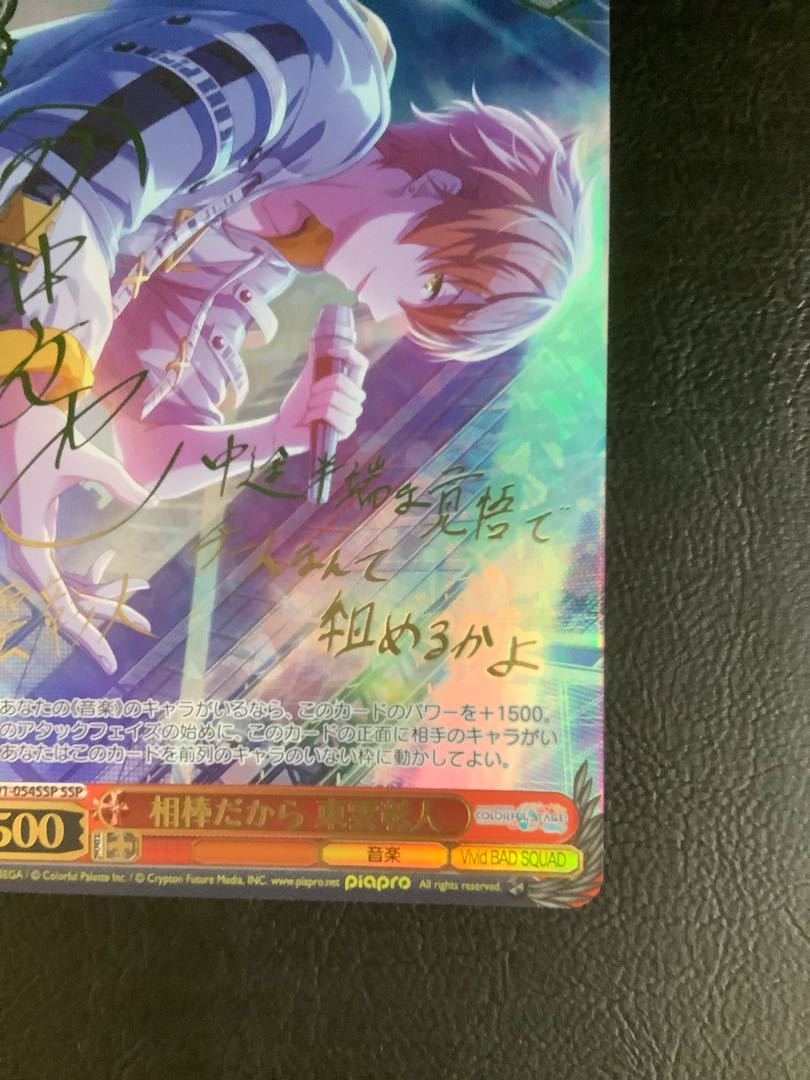 中途半端な覚悟で
チームなんて
組めるかよ
あなたの《音楽》のキャラがいるなら、このカードのパワーを+1500。
のアタックフェイズの始めに、このカードの正面に相手のキャラがい
あなたはこのカードを前列のキャラのいない枠に動かしてよい。
1-054SSP SSP
500
相棒だから 東雲彰人
COLORFUL STAGE!
音楽
Vivid BAD SQUAD
SEGA / © Colorful Palette Inc. / © Crypton Future Media, INC. www.piapro.net piapro All rights reserved.